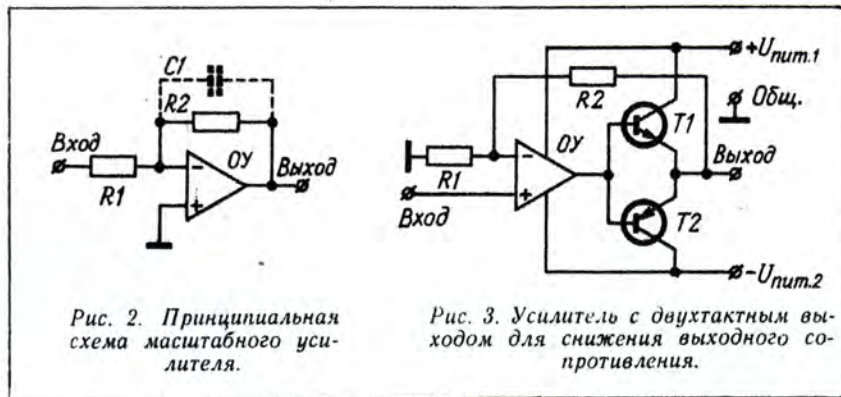 C1
R2
Вход
R1
ОУ
−
+
Выход
Рис. 2. Принципиальная
схема масштабного уси-
лителя.
+Uпит.1
R2
Общ.
T1
R1
ОУ
−
+
Вход
Выход
T2
−Uпит.2
Рис. 3. Усилитель с двухтактным вы-
ходом для снижения выходного со-
противления.